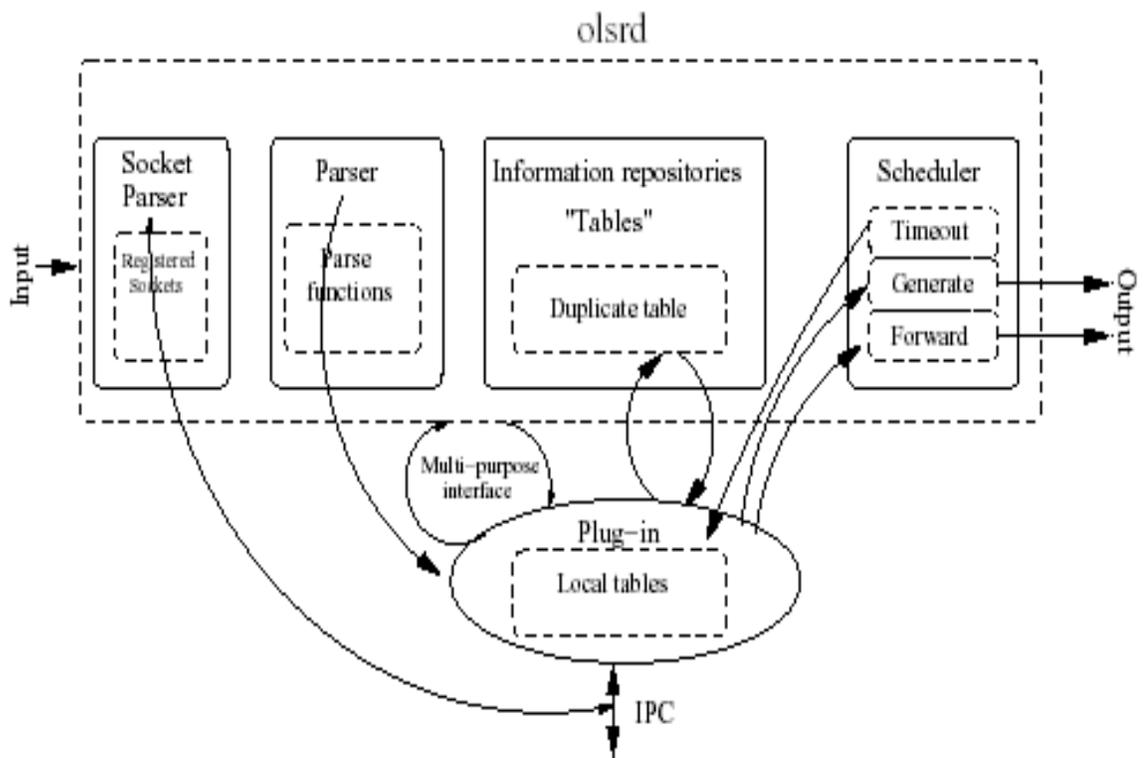 olsrd
Input
Socket
Parser
Registered
Sockets
Parser
Parse
functions
Information repositories
"Tables"
Duplicate table
Scheduler
Timeout
Generate
Forward
Output
Multi-purpose
interface
Plug-in
Local tables
IPC